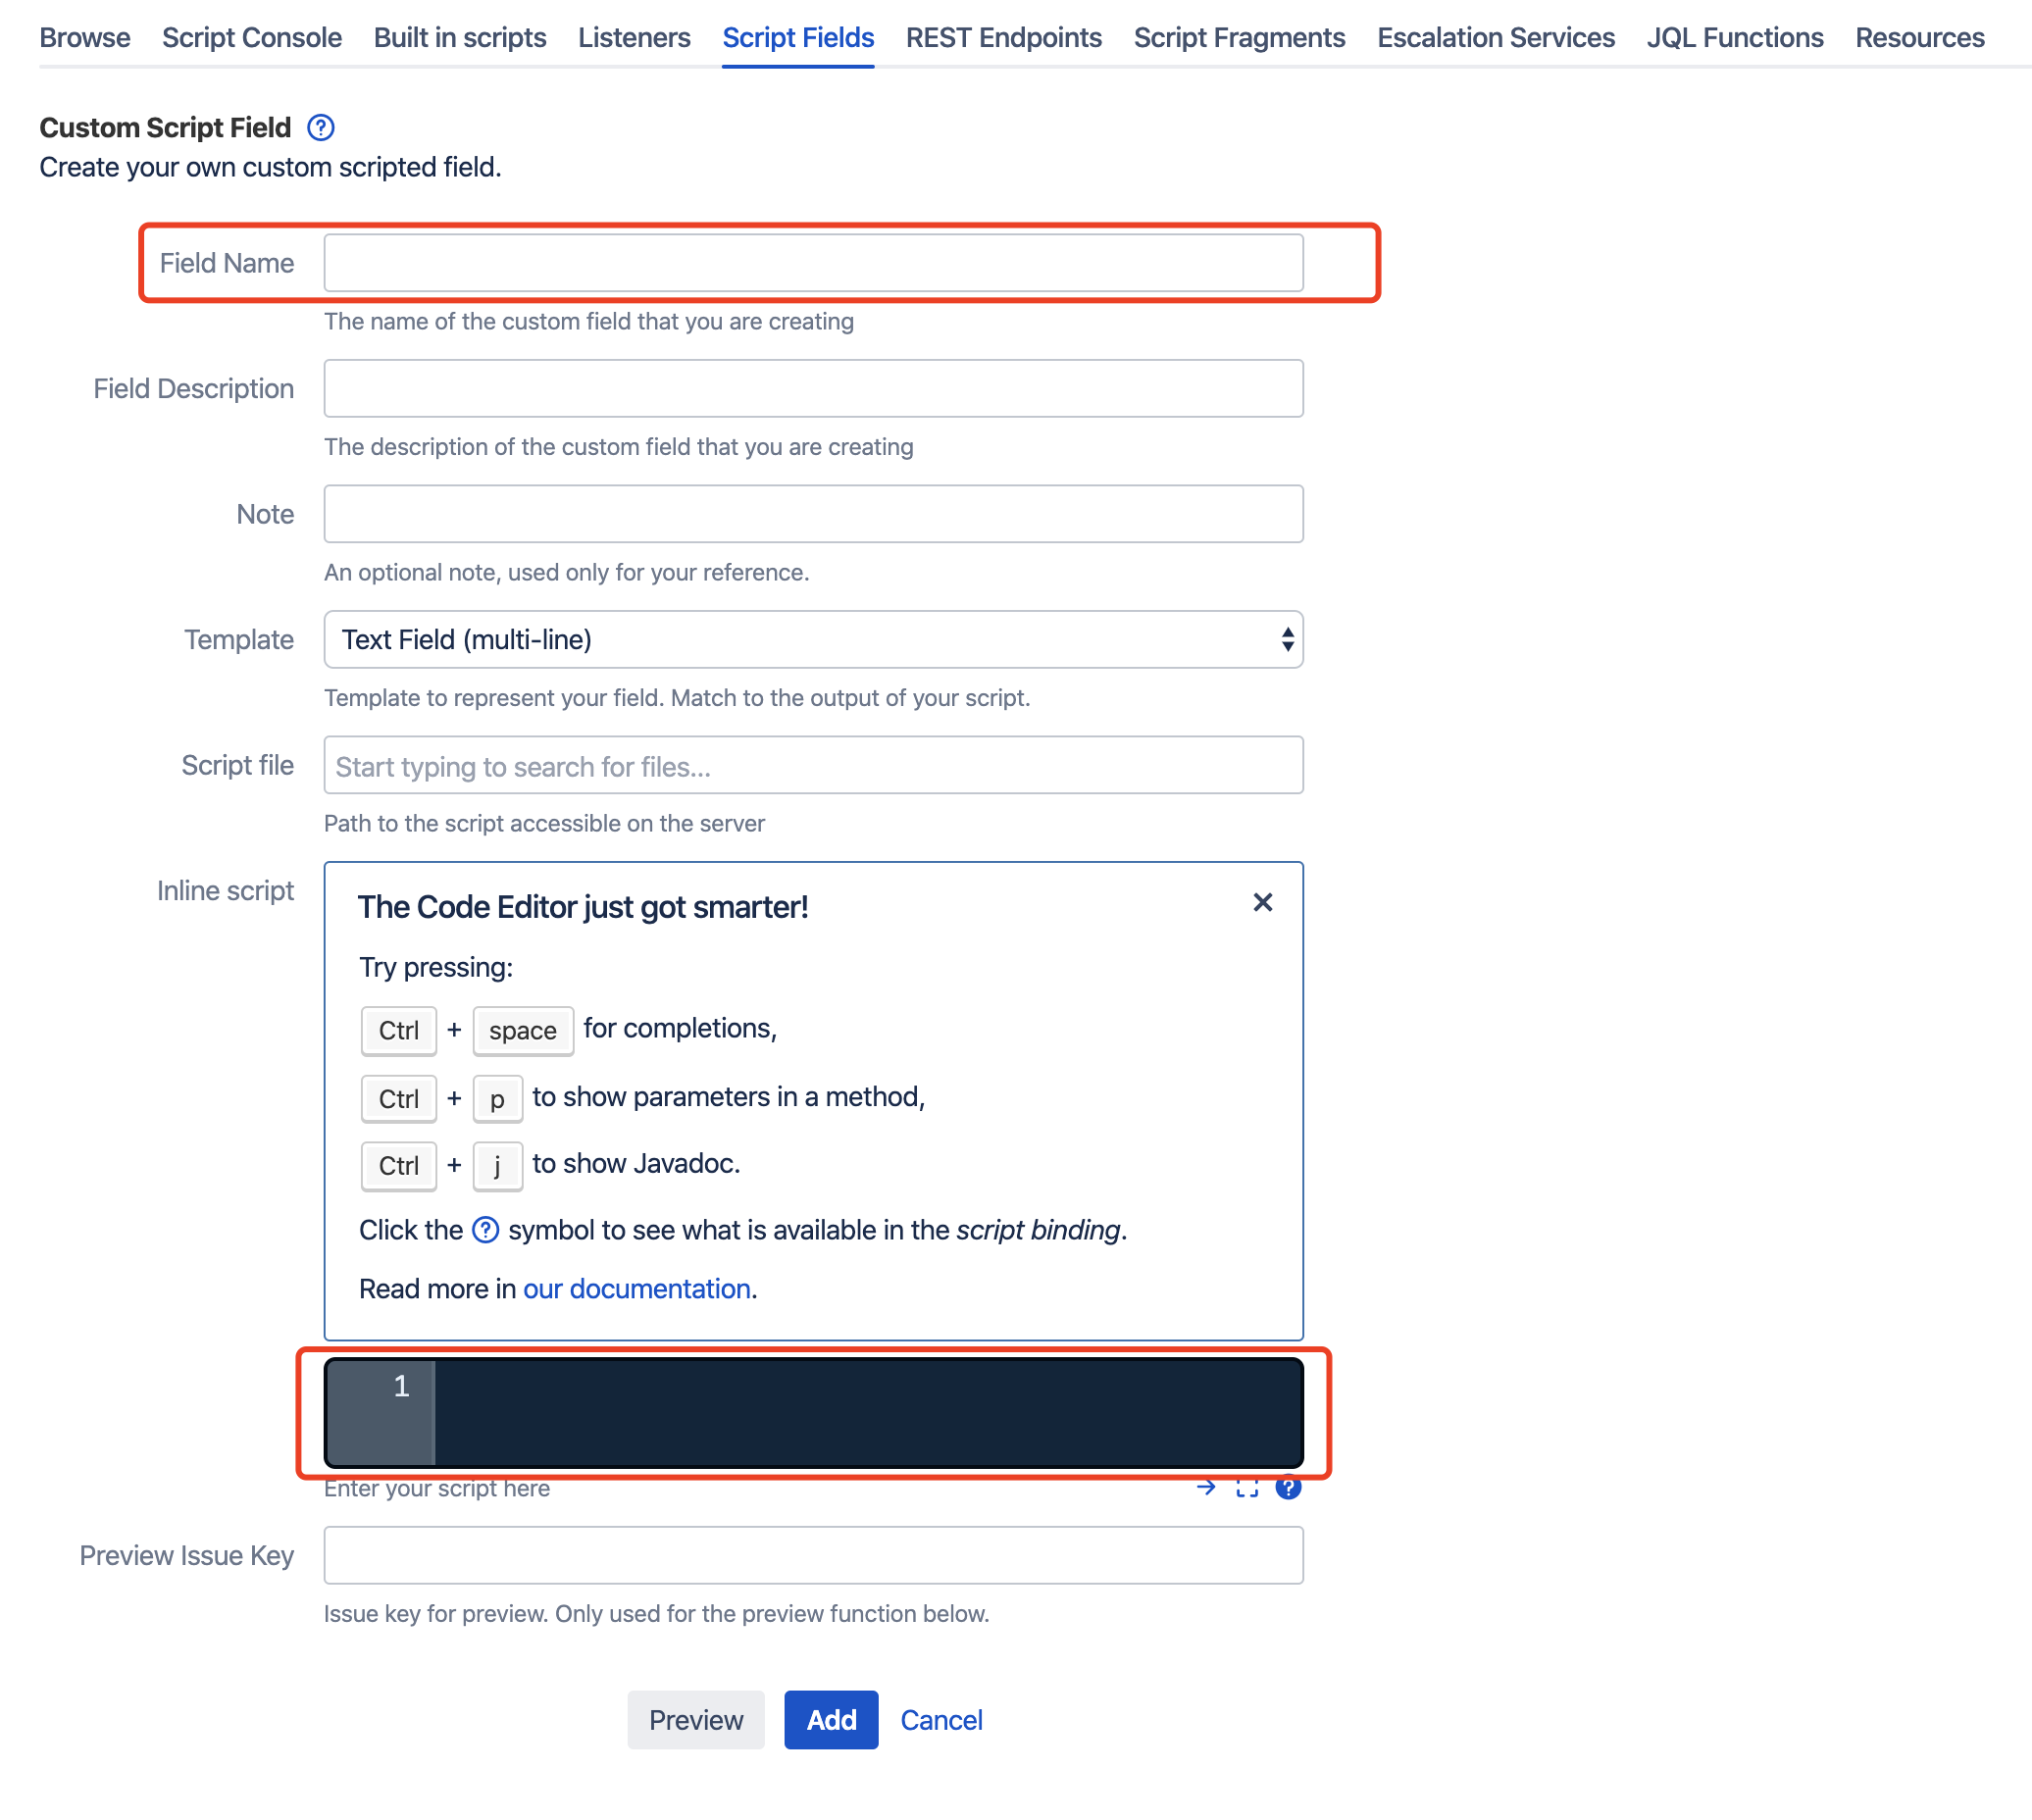 Browse Script Console Built in scripts Listeners Script Fields REST Endpoints Script Fragments Escalation Services JQL Functions Resources
Custom Script Field ?
Create your own custom scripted field.
Field Name
The name of the custom field that you are creating
Field Description
The description of the custom field that you are creating
Note
An optional note, used only for your reference.
Template Text Field (multi-line)
Template to represent your field. Match to the output of your script.
Script file Start typing to search for files...
Path to the script accessible on the server
Inline script
The Code Editor just got smarter!
Try pressing:
Ctrl + space for completions,
Ctrl + p to show parameters in a method,
Ctrl + j to show Javadoc.
Click the ? symbol to see what is available in the script binding.
Read more in our documentation.
1
Enter your script here ?
Preview Issue Key
Issue key for preview. Only used for the preview function below.
Preview Add Cancel